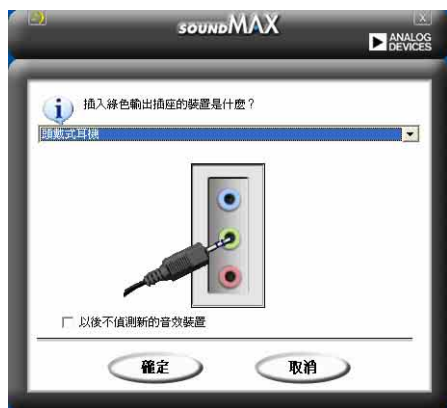 SOUNDMAX
ANALOG
DEVICES
插入綠色輸出插座的裝置是什麼？
頭戴式耳機
以後不偵測新的音效裝置
確定
取消